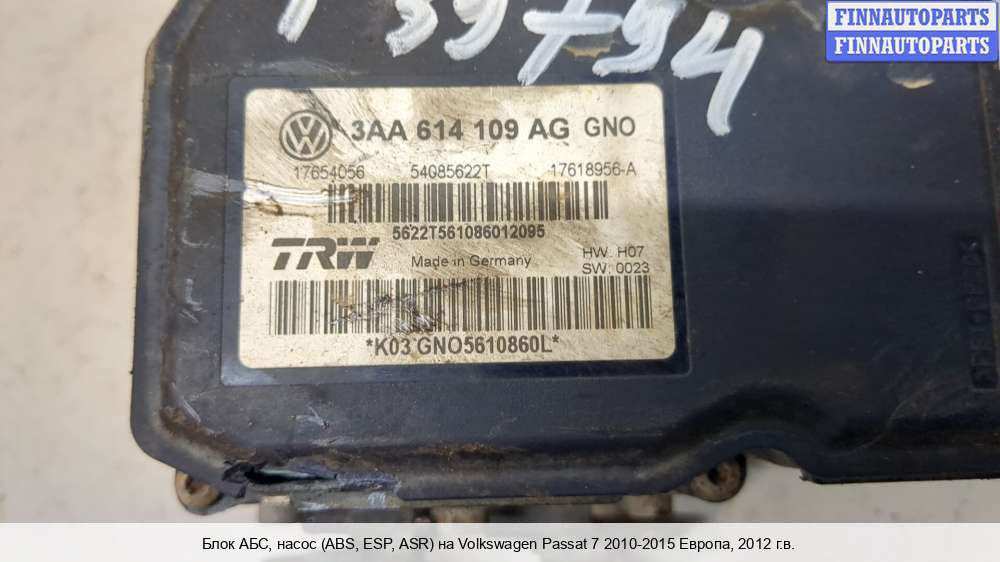 FINNAUTOPARTS
FINNAUTOPARTS
3AA 614 109 AG GNO
17654056 54085622T 17618956-A
5622T561086012095
TRW Made in Germany HW: H07
SW: 0023
*K03 GNO5610860L*
Блок АБС, насос (ABS, ESP, ASR) на Volkswagen Passat 7 2010-2015 Европа, 2012 г.в.